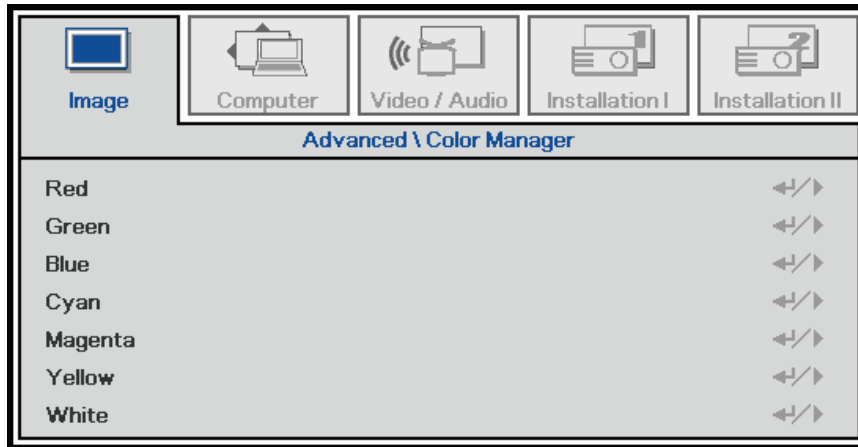 Image Computer Video / Audio Installation I Installation II
Advanced \ Color Manager
Red
Green
Blue
Cyan
Magenta
Yellow
White